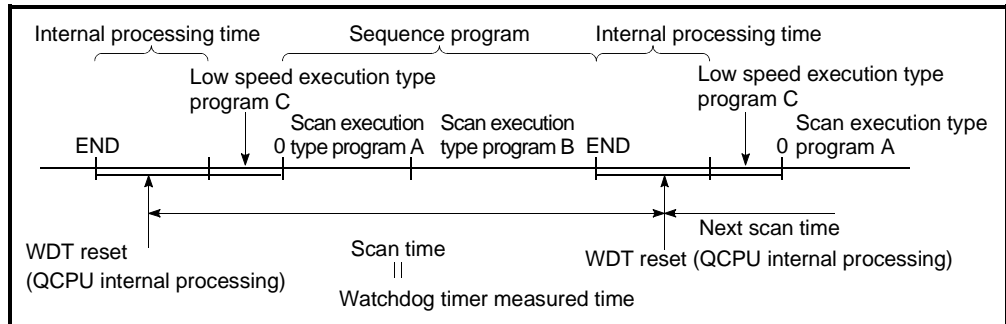 Internal processing time
Sequence program
Internal processing time
Low speed execution type
program C
Low speed execution type
program C
END
0
Scan execution
type program A
Scan execution
type program B
END
0
Scan execution type
program A
WDT reset
(QCPU internal processing)
Scan time
Watchdog timer measured time
Next scan time
WDT reset (QCPU internal processing)